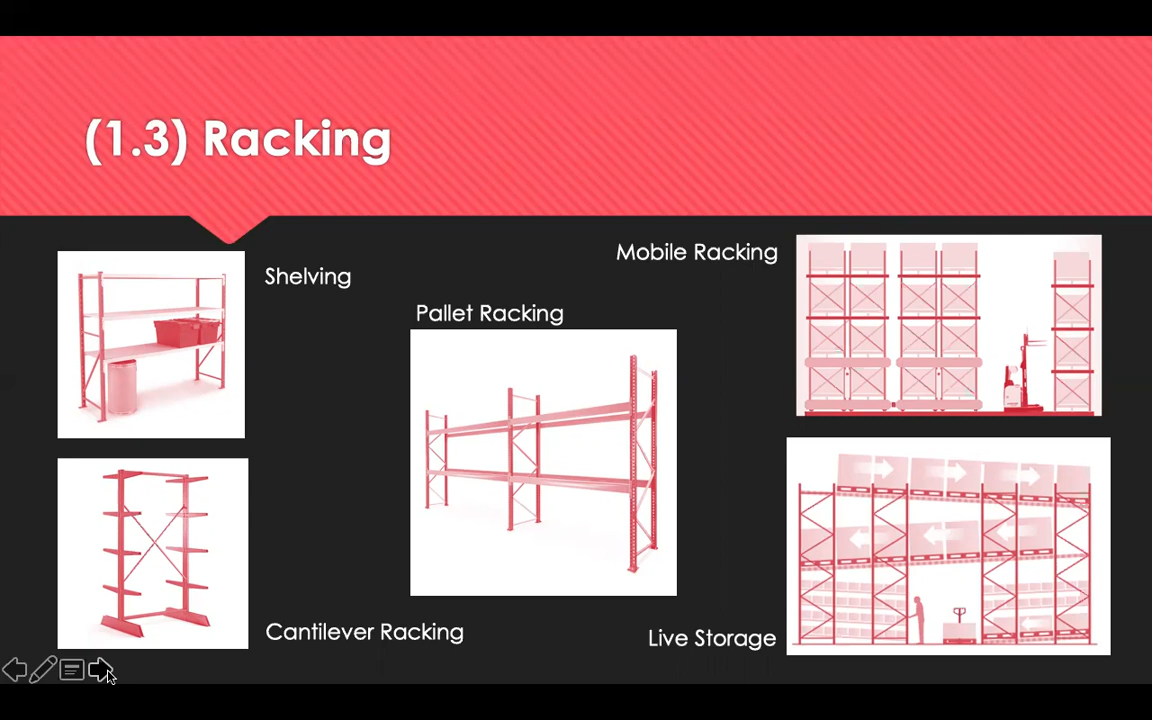 (1.3) Racking
Shelving
Pallet Racking
Mobile Racking
Cantilever Racking
Live Storage